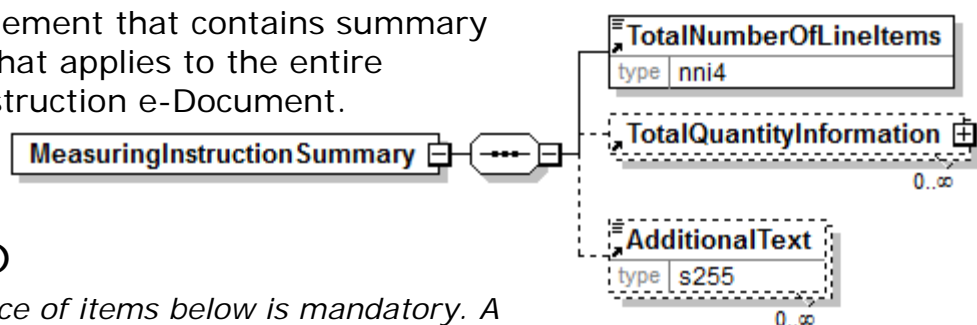 ement that contains summary
hat applies to the entire
struction e-Document.
MeasuringInstructionSummary
TotalNumberOfLineItems
type nni4
TotalQuantityInformation
0..∞
AdditionalText
type s255
0..∞
ce of items below is mandatory. A